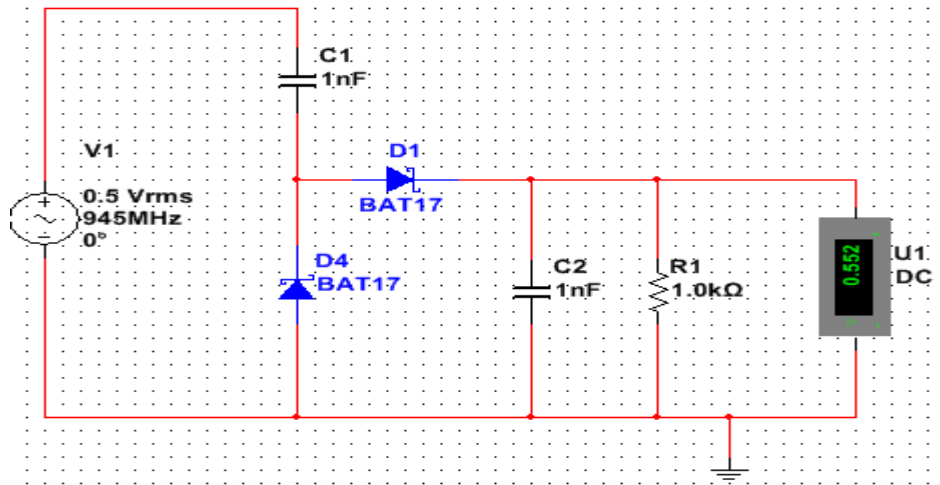 C1
1nF
V1
0.5 Vrms
945MHz
0°
D1
BAT17
D4
BAT17
C2
1nF
R1
1.0kΩ
0.552
U1
DC